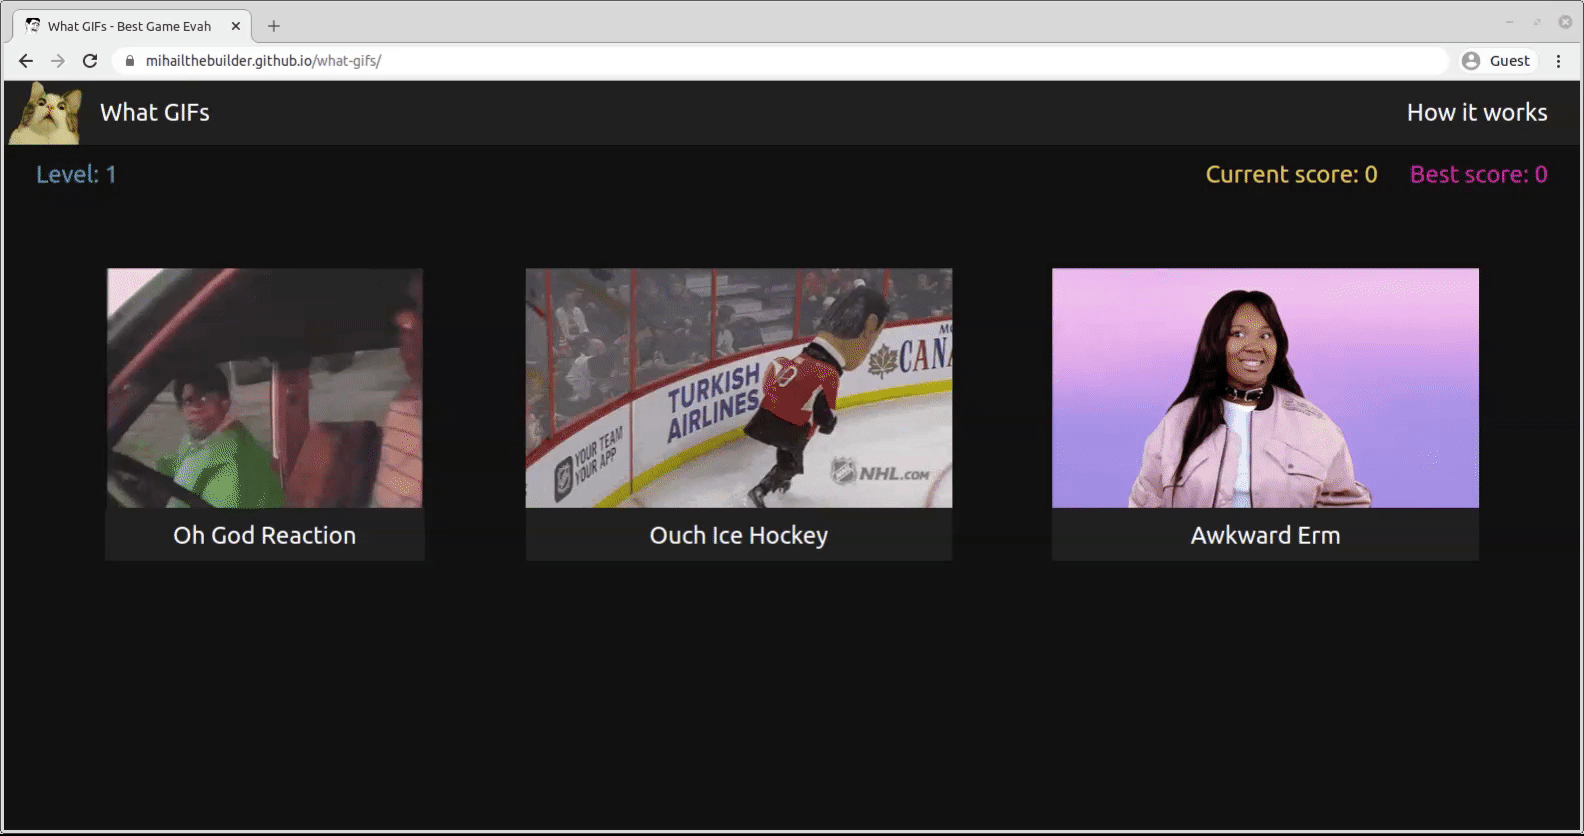 What GIFs - Best Game Evah
mihailthebuilder.github.io/what-gifs/
Guest
What GIFs
How it works
Level: 1
Current score: 0
Best score: 0
TURKISH
AIRLINES
YOUR TEAM
YOUR APP
CANA
NHL.COM
Oh God Reaction
Ouch Ice Hockey
Awkward Erm